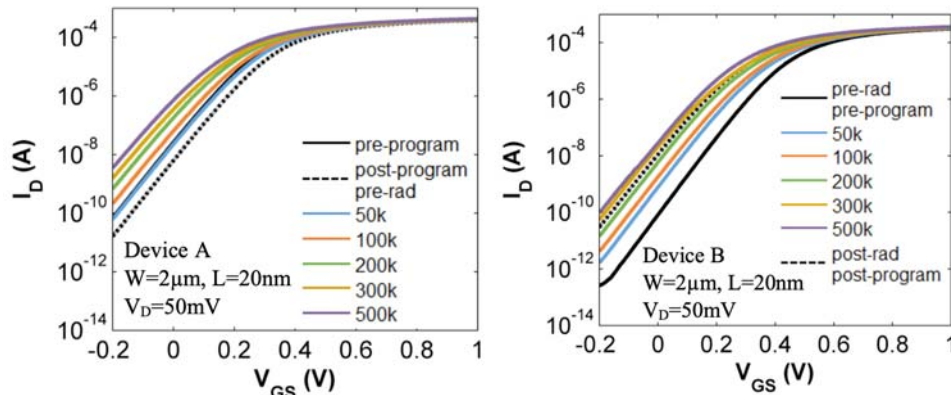 10⁻⁴
10⁻⁶
10⁻⁸
10⁻¹⁰
10⁻¹²
10⁻¹⁴
I_D (A)
pre-program
post-program
pre-rad
50k
100k
200k
300k
500k
Device A
W=2µm, L=20nm
V_D=50mV
-0.2
0
0.2
0.4
0.6
0.8
1
V_GS (V)
10⁻⁴
10⁻⁶
10⁻⁸
10⁻¹⁰
10⁻¹²
10⁻¹⁴
I_D (A)
pre-rad
pre-program
50k
100k
200k
300k
500k
post-rad
post-program
Device B
W=2µm, L=20nm
V_D=50mV
-0.2
0
0.2
0.4
0.6
0.8
1
V_GS (V)